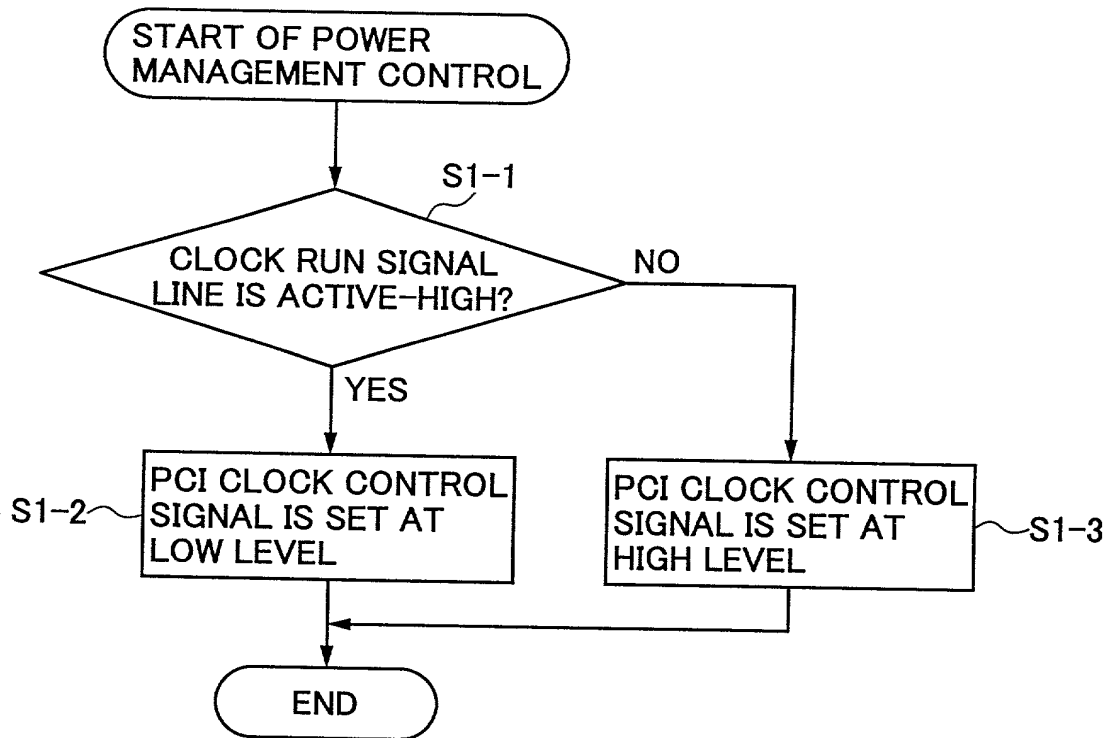 START OF POWER
MANAGEMENT CONTROL
S1-1
CLOCK RUN SIGNAL
LINE IS ACTIVE-HIGH?
NO
YES
S1-2
PCI CLOCK CONTROL
SIGNAL IS SET AT
LOW LEVEL
PCI CLOCK CONTROL
SIGNAL IS SET AT
HIGH LEVEL
S1-3
END